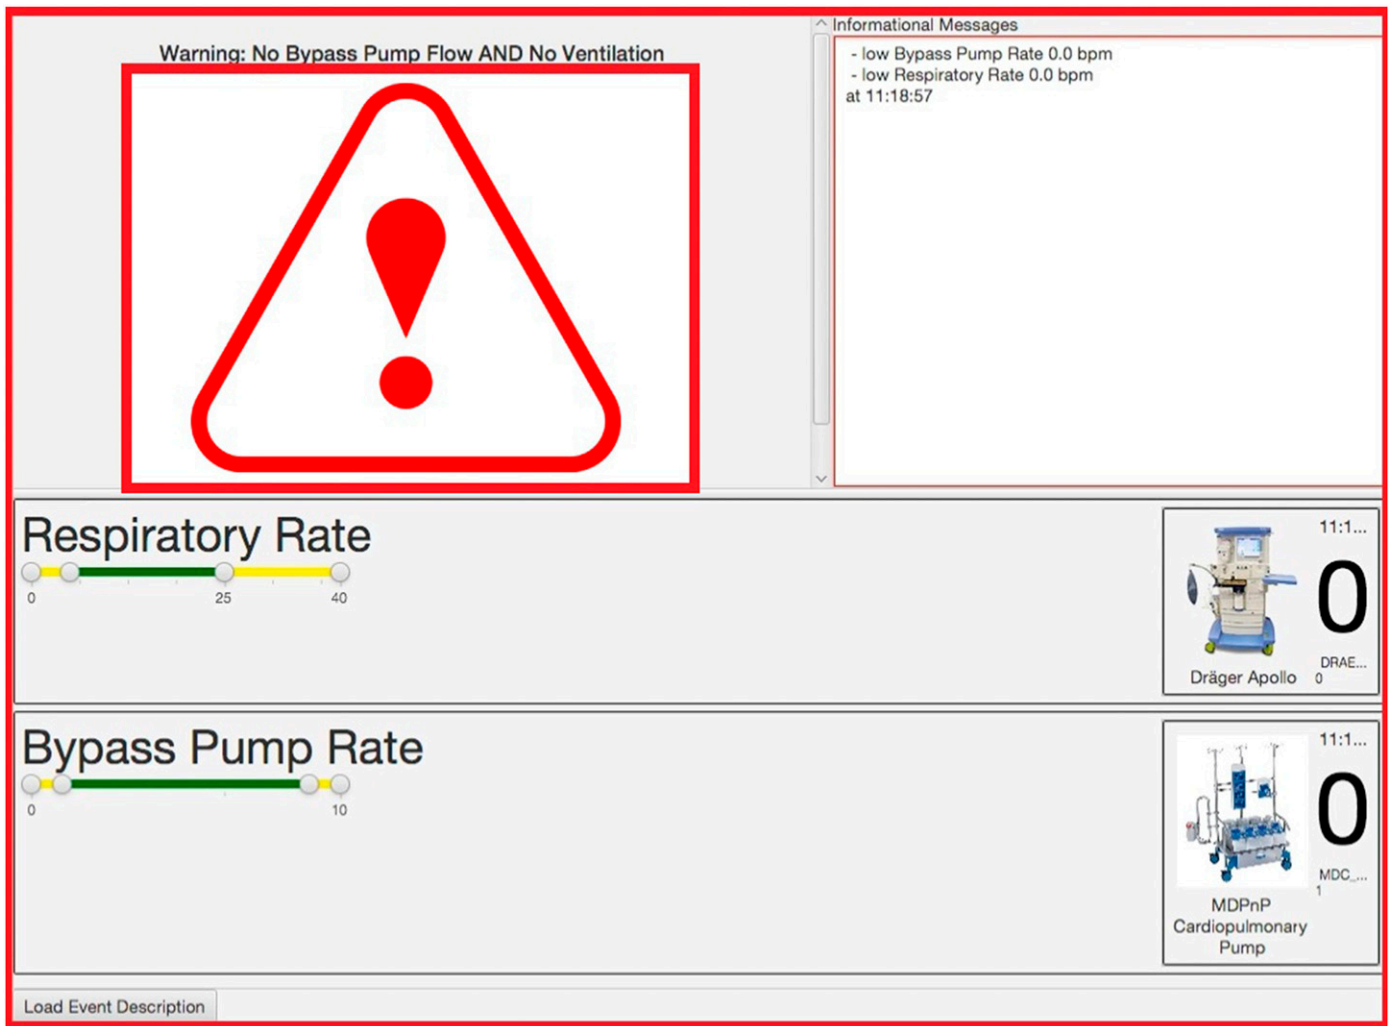 Warning: No Bypass Pump Flow AND No Ventilation
Informational Messages
- low Bypass Pump Rate 0.0 bpm
- low Respiratory Rate 0.0 bpm
at 11:18:57
Respiratory Rate
0 25 40
11:1...
0
DRAE...
Dräger Apollo 0
Bypass Pump Rate
0 10
11:1...
0
MDC_...
1
MDPnP
Cardiopulmonary
Pump
Load Event Description